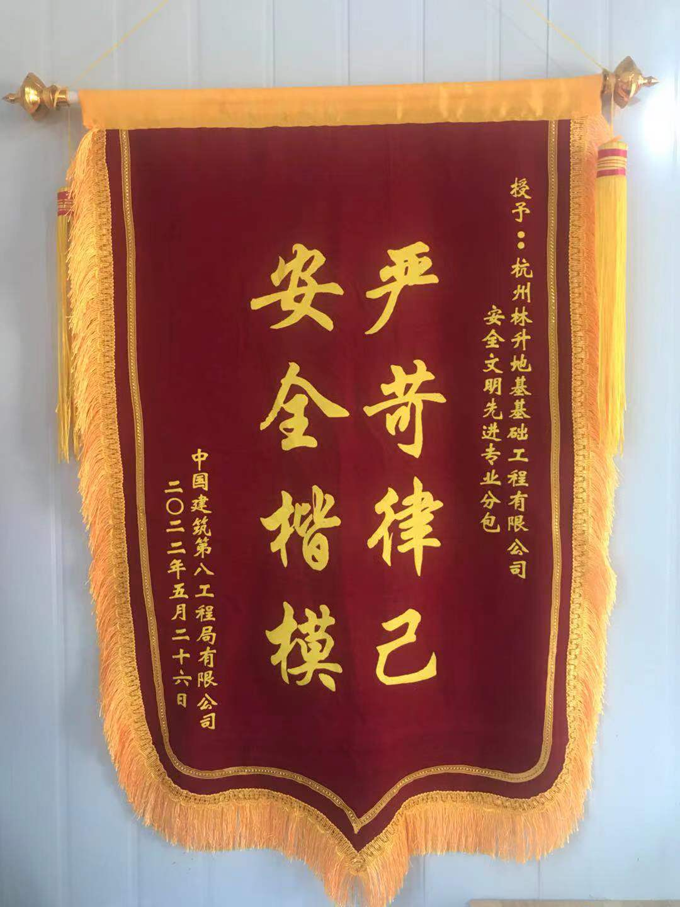 授予：杭州林升地基基础工程有限公司
安全文明先进专业分包
严苛律己
安全楷模
中国建筑第八工程局有限公司
二〇二二年五月二十六日